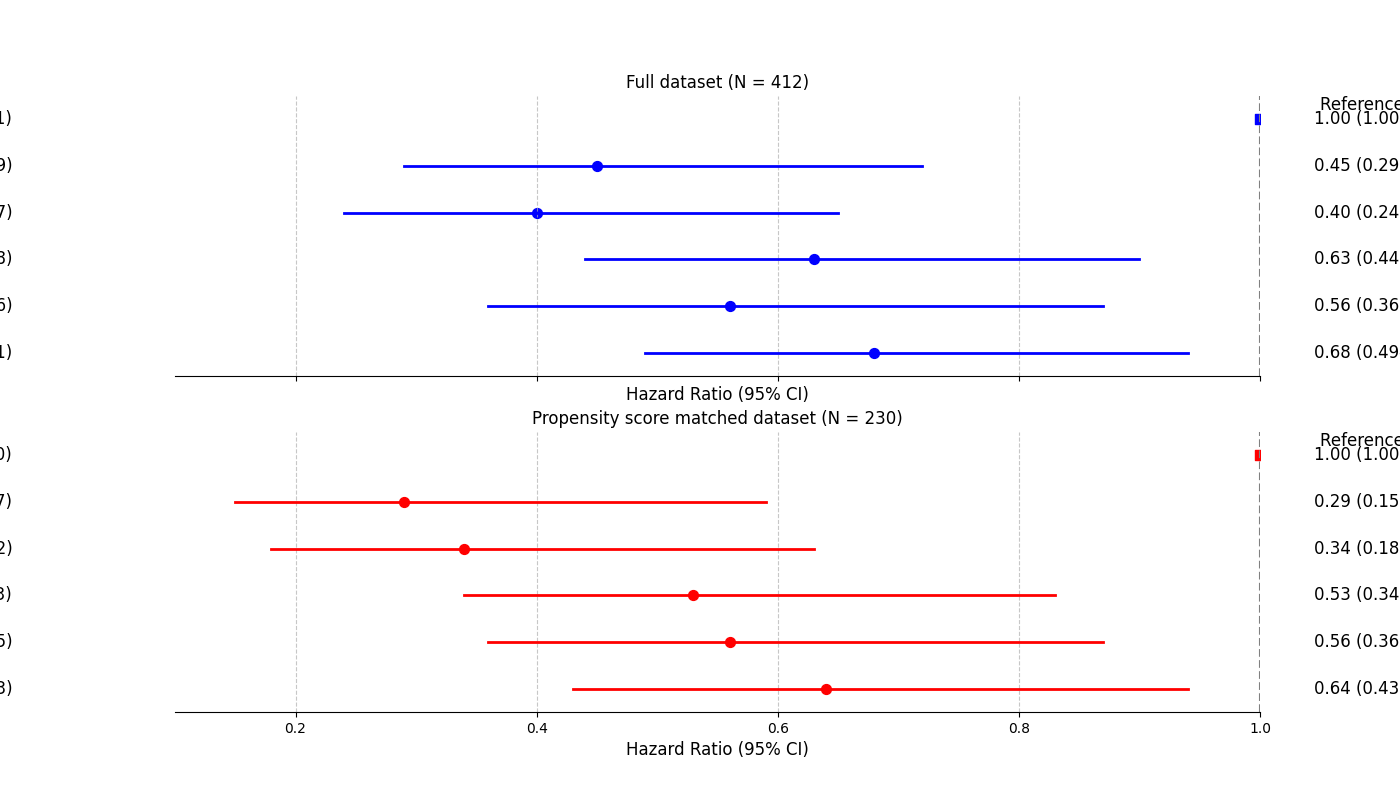 Full dataset (N = 412)
Reference
1) 1.00 (1.00
9) 0.45 (0.29
7) 0.40 (0.24
3) 0.63 (0.44
6) 0.56 (0.36
1) 0.68 (0.49
Hazard Ratio (95% CI)
Propensity score matched dataset (N = 230)
Reference
0) 1.00 (1.00
7) 0.29 (0.15
2) 0.34 (0.18
3) 0.53 (0.34
5) 0.56 (0.36
3) 0.64 (0.43
0.2 0.4 0.6 0.8 1.0
Hazard Ratio (95% CI)